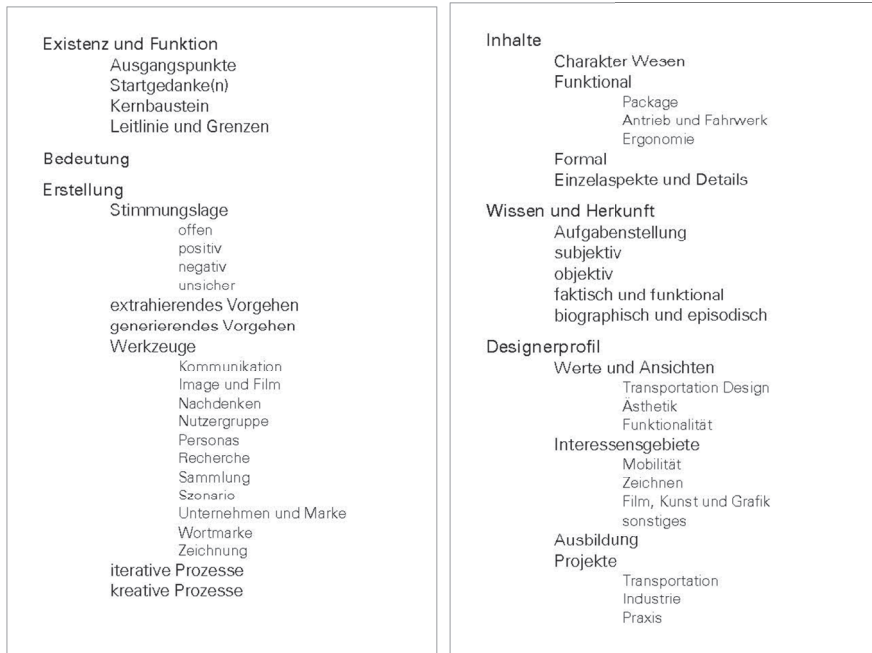 Existenz und Funktion
Ausgangspunkte
Startgedanke(n)
Kernbaustein
Leitlinie und Grenzen
Bedeutung
Erstellung
Stimmungslage
offen
positiv
negativ
unsicher
extrahierendes Vorgehen
generierendes Vorgehen
Werkzeuge
Kommunikation
Image und Film
Nachdenken
Nutzergruppe
Personas
Recherche
Sammlung
Szenario
Unternehmen und Marke
Wortmarke
Zeichnung
iterative Prozesse
kreative Prozesse
Inhalte
Charakter Wesen
Funktional
Package
Antrieb und Fahrwerk
Ergonomie
Formal
Einzelaspekte und Details
Wissen und Herkunft
Aufgabenstellung
subjektiv
objektiv
faktisch und funktional
biographisch und episodisch
Designerprofil
Werte und Ansichten
Transportation Design
Ästhetik
Funktionalität
Interessensgebiete
Mobilität
Zeichnen
Film, Kunst und Grafik
sonstiges
Ausbildung
Projekte
Transportation
Industrie
Praxis